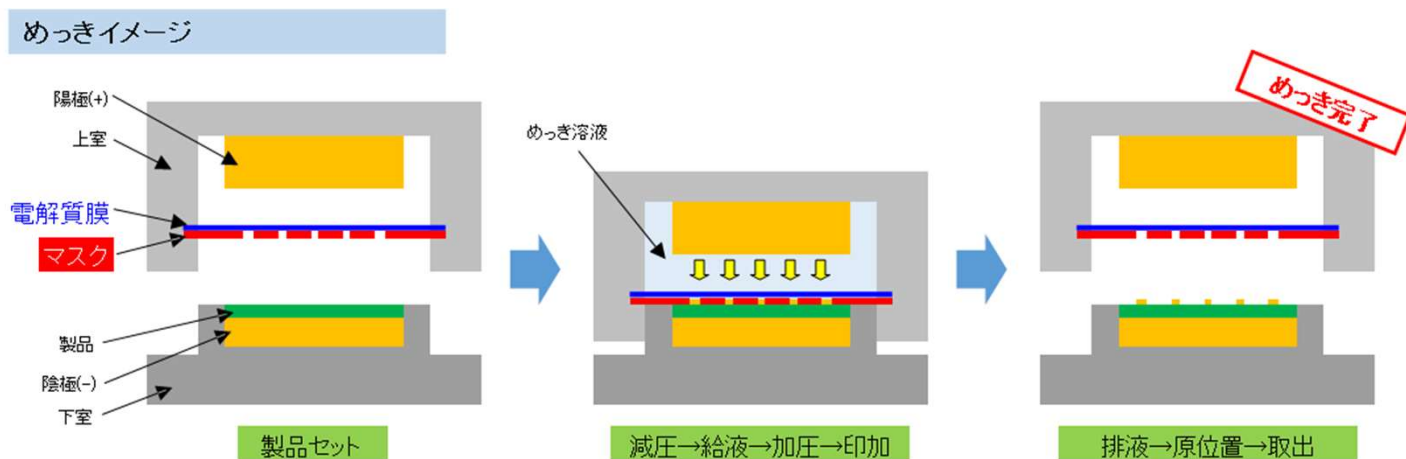 めっきイメージ
陽極(+)
上室
電解質膜
マスク
製品
陰極(-)
下室
製品セット
めっき溶液
減圧→給液→加圧→印加
めっき完了
排液→原位置→取出